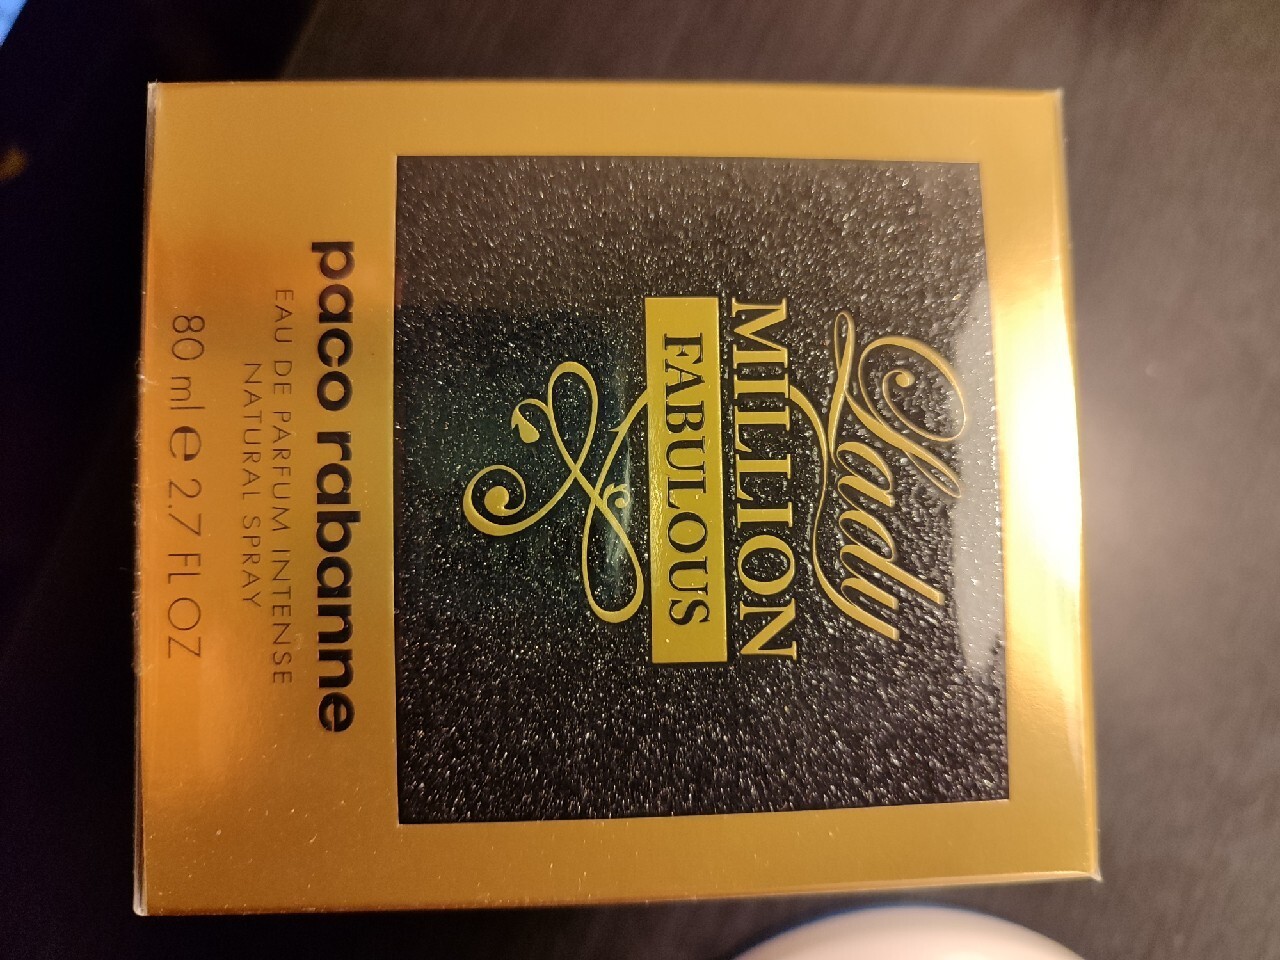 Lady
MILLION
FABULOUS
paco rabanne
EAU DE PARFUM INTENSE
NATURAL SPRAY
80 ml e 2.7 FL OZ